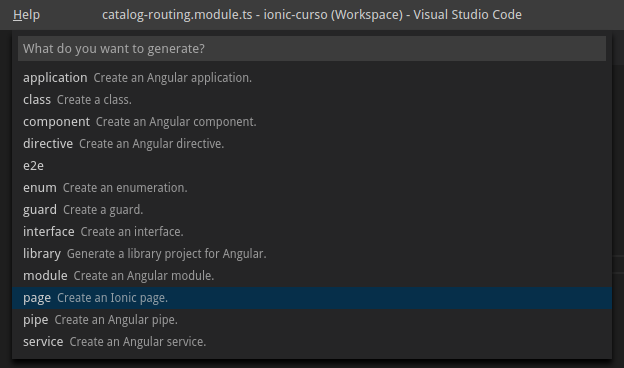 Help catalog-routing.module.ts - ionic-curso (Workspace) - Visual Studio Code
What do you want to generate?
application Create an Angular application.
class Create a class.
component Create an Angular component.
directive Create an Angular directive.
e2e
enum Create an enumeration.
guard Create a guard.
interface Create an interface.
library Generate a library project for Angular.
module Create an Angular module.
page Create an Ionic page.
pipe Create an Angular pipe.
service Create an Angular service.